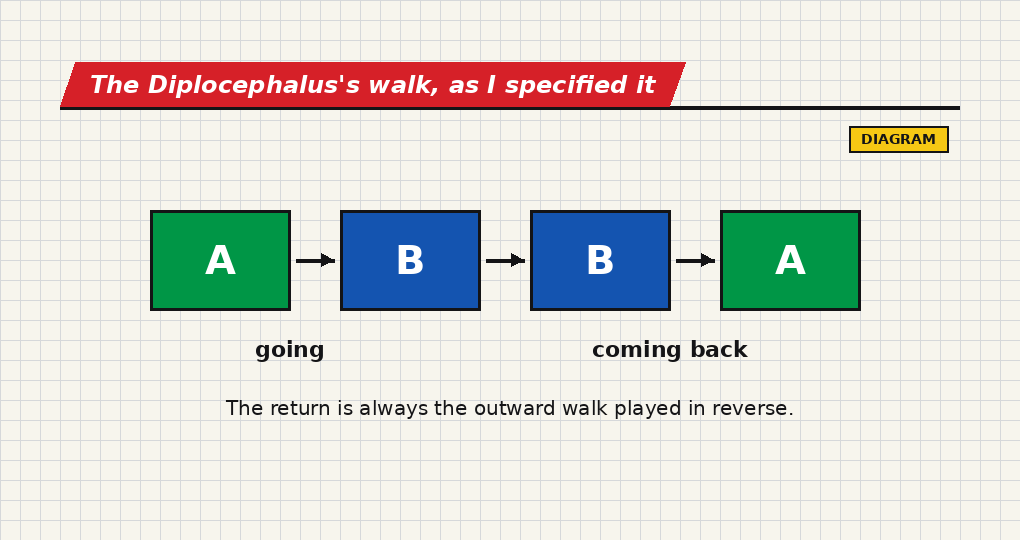 The Diplocephalus's walk, as I specified it
DIAGRAM
A B B A
going coming back
The return is always the outward walk played in reverse.